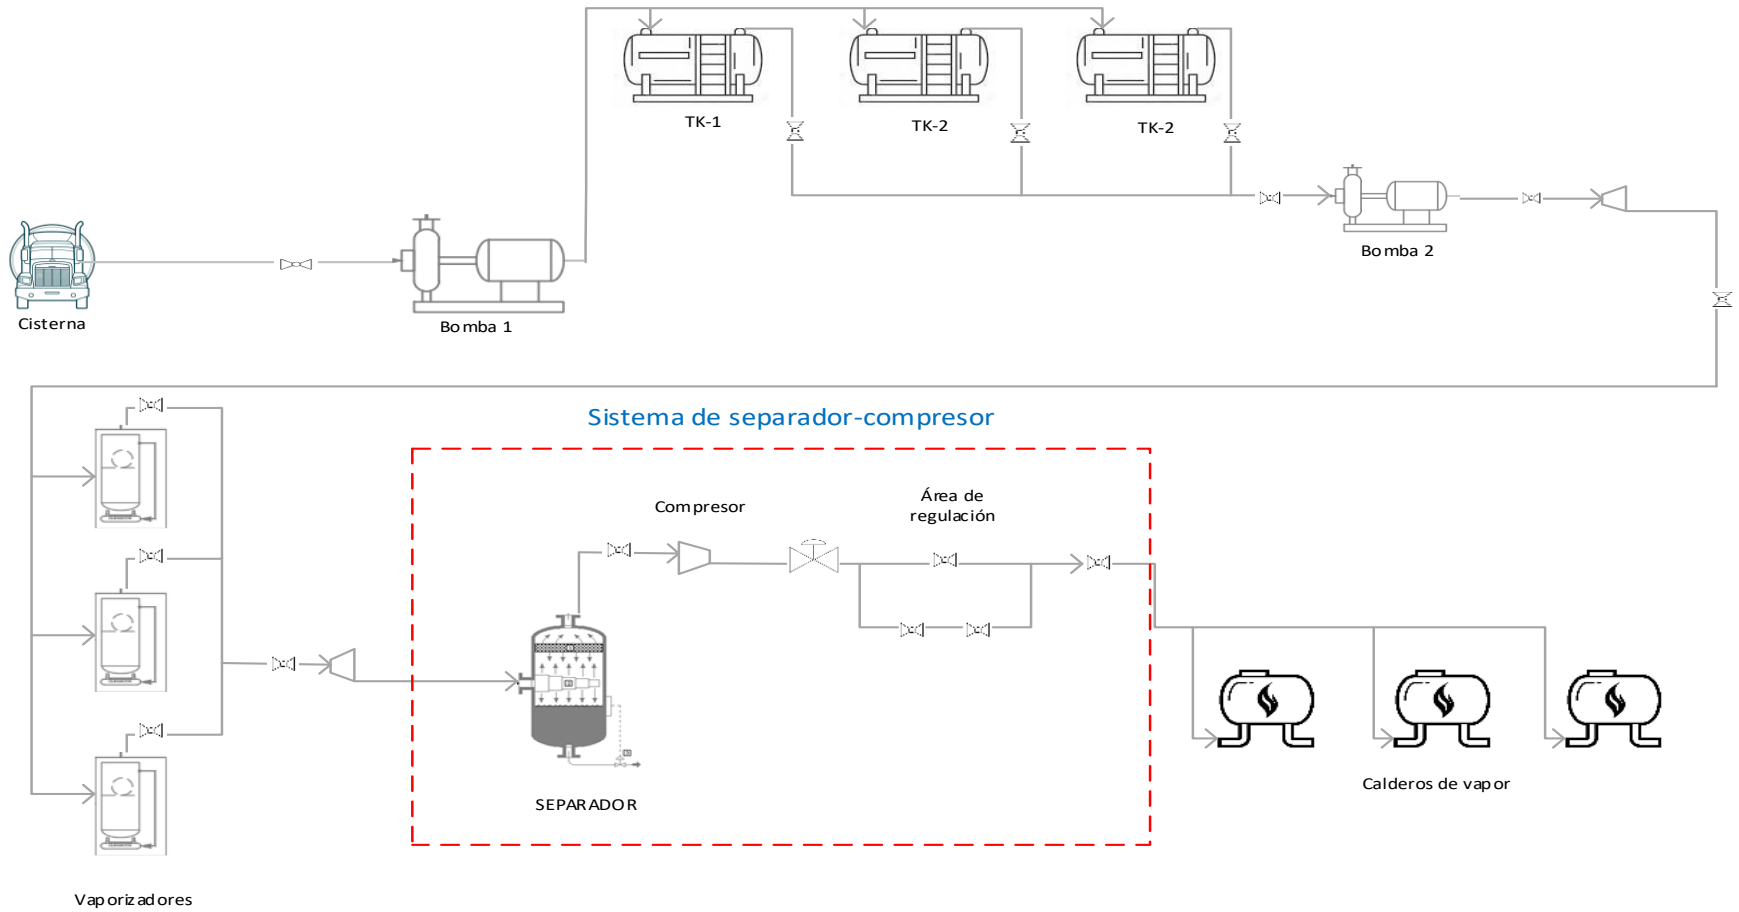 TK-1
TK-2
TK-2
Bomba 2
Cisterna
Bomba 1
Sistema de separador-compresor
Compresor
Área de
regulación
SEPARADOR
Calderos de vapor
Vaporizadores